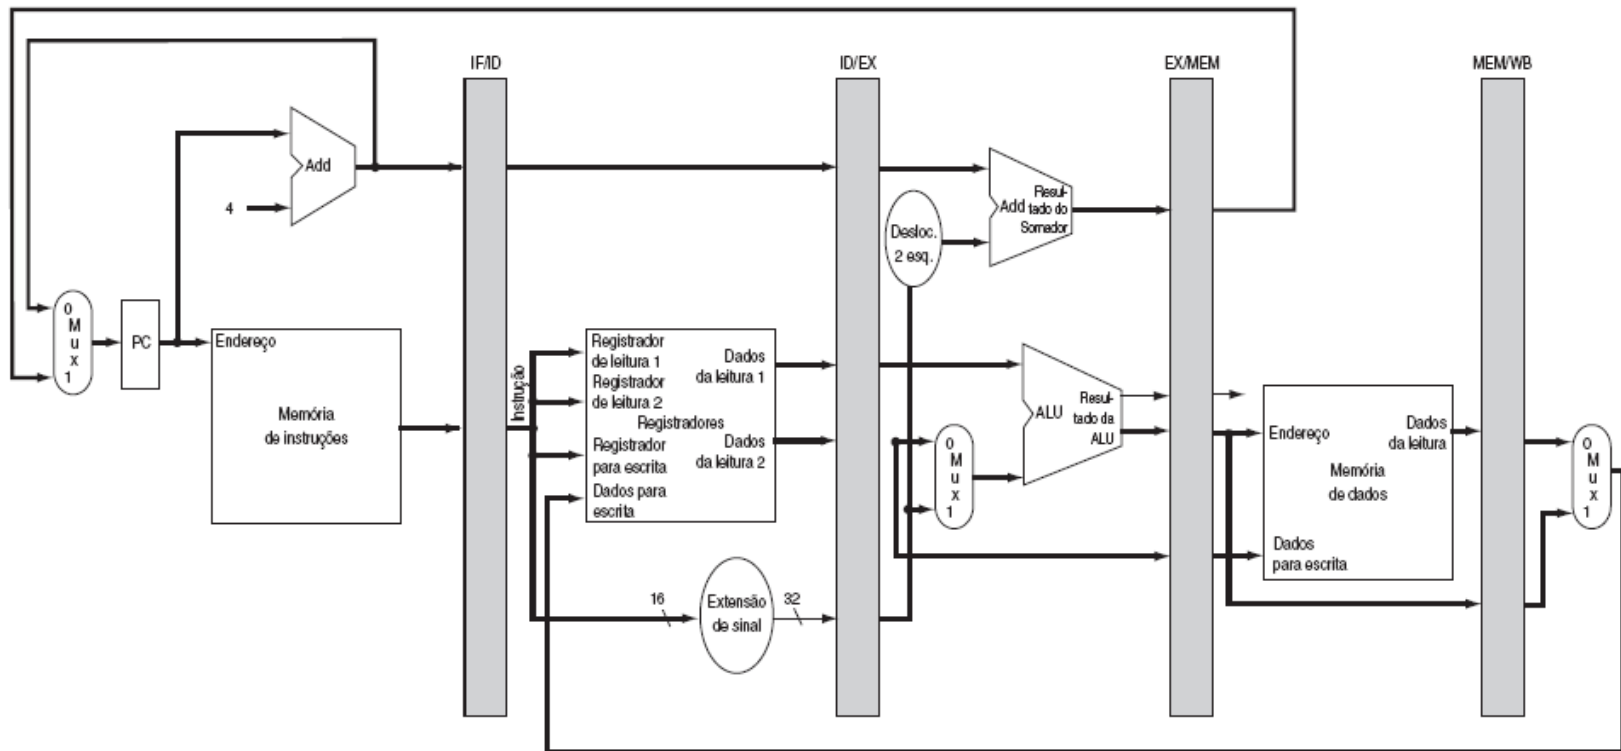 IF/ID
ID/EX
EX/MEM
MEM/WB
Add
4
0
M
u
x
1
PC
Endereço
Memória
de instruções
Instrução
Registrador
de leitura 1
Registrador
de leitura 2
Registradores
Registrador
para escrita
Dados para
escrita
Dados
da leitura 1
Dados
da leitura 2
16
Extensão
de sinal
32
Desloc.
2 esq.
Add
Resul-
tado do
Somador
0
M
u
x
1
ALU
Resul-
tado da
ALU
Endereço
Dados
da leitura
Memória
de dados
Dados
para escrita
0
M
u
x
1